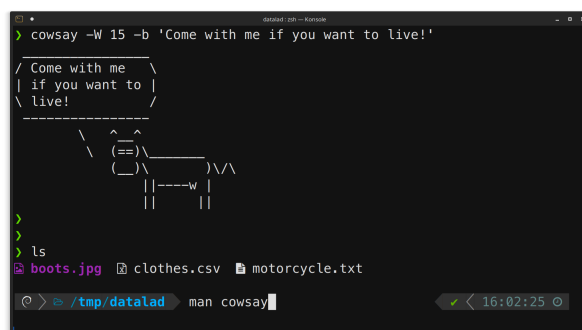 datalad : zsh — Konsole
❯ cowsay -W 15 -b 'Come with me if you want to live!'
 ________________
/ Come with me   \
| if you want to |
\ live!          /
 ----------------
        \   ^__^
         \  (==)\_______
            (__)\       )\/\
                ||----w |
                ||     ||
❯
❯
❯ ls
boots.jpg  clothes.csv  motorcycle.txt
/tmp/datalad  man cowsay  ✔  16:02:25